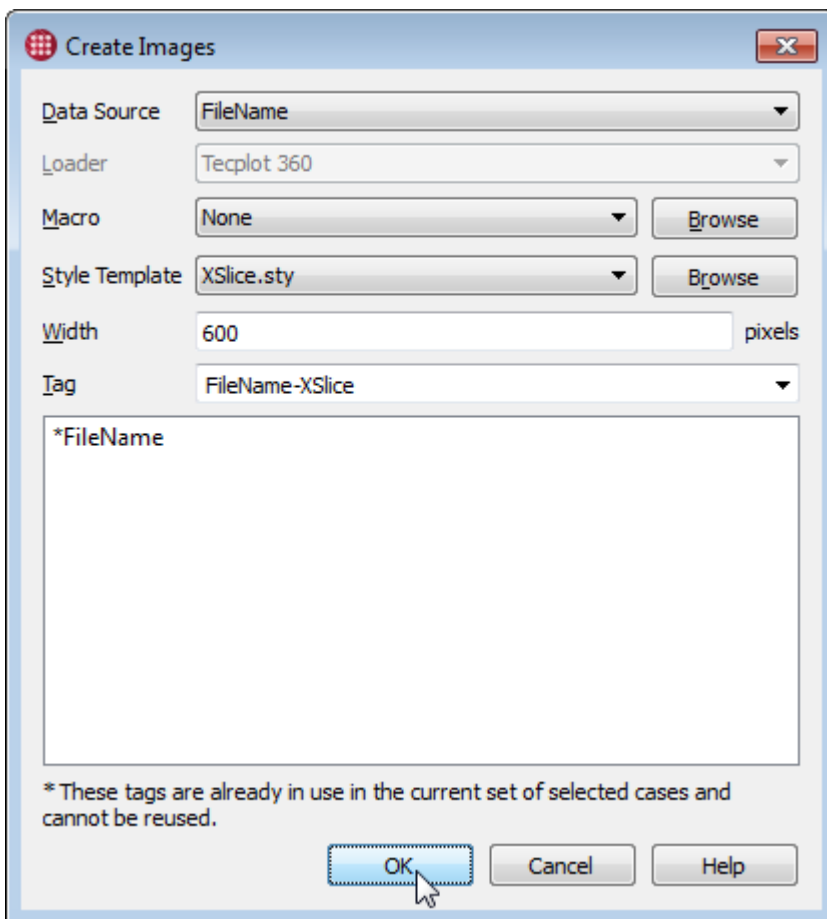 Create Images
Data Source FileName
Loader Tecplot 360
Macro None Browse
Style Template XSlice.sty Browse
Width 600 pixels
Tag FileName-XSlice
*FileName
* These tags are already in use in the current set of selected cases and
cannot be reused.
OK Cancel Help